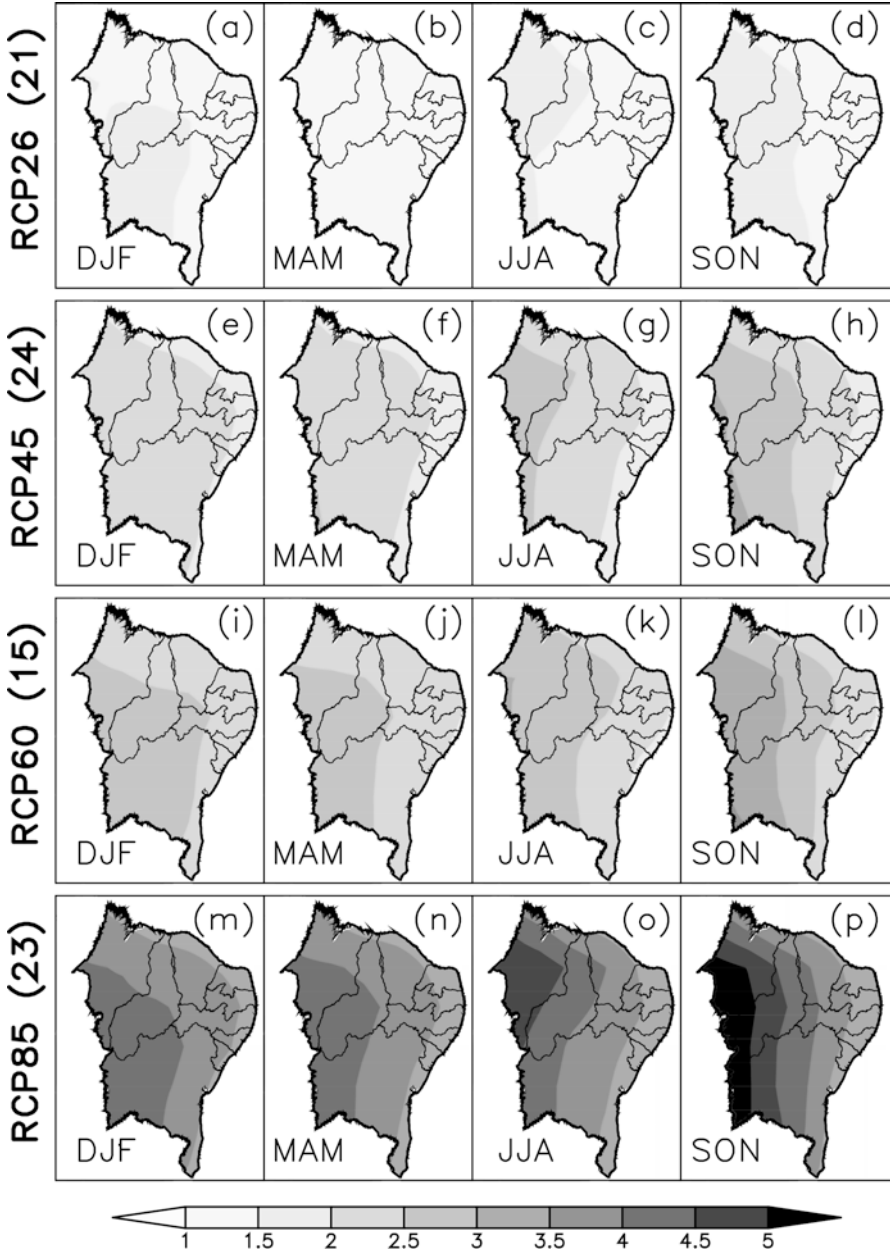 RCP26 (21)
(a)
(b)
(c)
(d)
DJF
MAM
JJA
SON
RCP45 (24)
(e)
(f)
(g)
(h)
DJF
MAM
JJA
SON
RCP60 (15)
(i)
(j)
(k)
(l)
DJF
MAM
JJA
SON
RCP85 (23)
(m)
(n)
(o)
(p)
DJF
MAM
JJA
SON
1 1.5 2 2.5 3 3.5 4 4.5 5